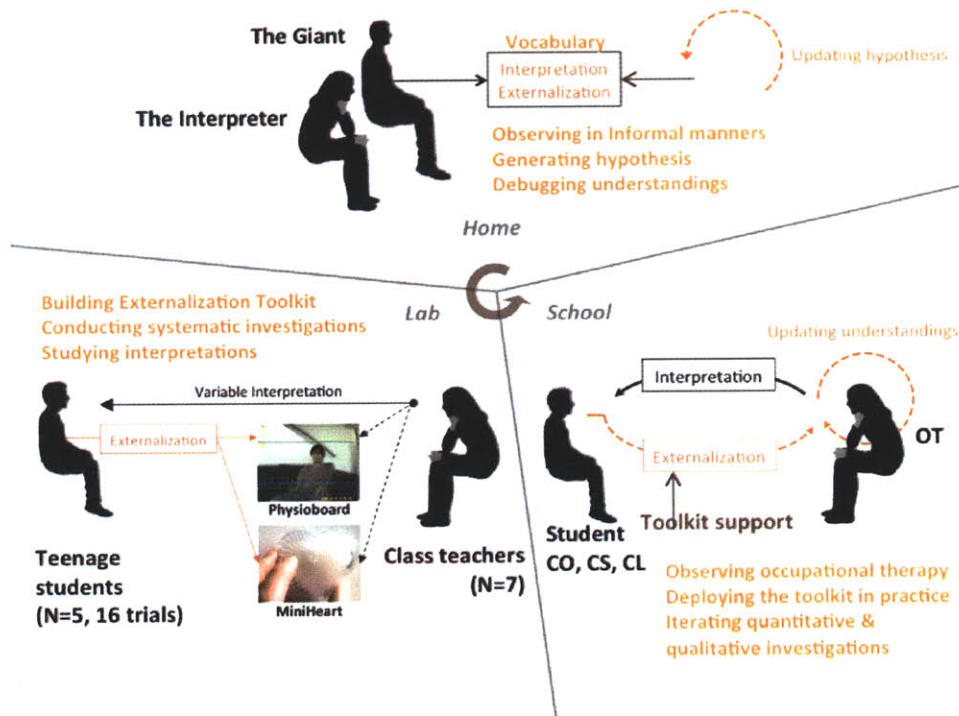 The Giant
The Interpreter
Vocabulary
Interpretation
Externalization
Updating hypothesis
Observing in Informal manners
Generating hypothesis
Debugging understandings
Home
Lab
School
Building Externalization Toolkit
Conducting systematic investigations
Studying interpretations
Variable Interpretation
Externalization
Physioboard
MiniHeart
Teenage
students
(N=5, 16 trials)
Class teachers
(N=7)
Updating understandings
Interpretation
Externalization
OT
Toolkit support
Student
CO, CS, CL
Observing occupational therapy
Deploying the toolkit in practice
Iterating quantitative &
qualitative investigations